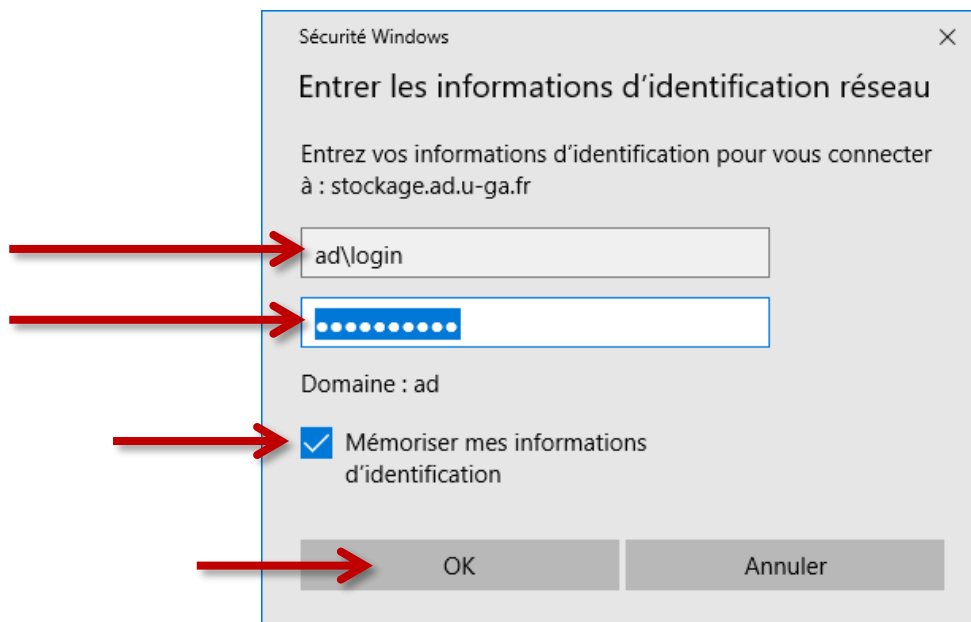 Sécurité Windows
Entrer les informations d’identification réseau
Entrez vos informations d’identification pour vous connecter
à : stockage.ad.u-ga.fr
ad\login
Domaine : ad
Mémoriser mes informations
d’identification
OK
Annuler